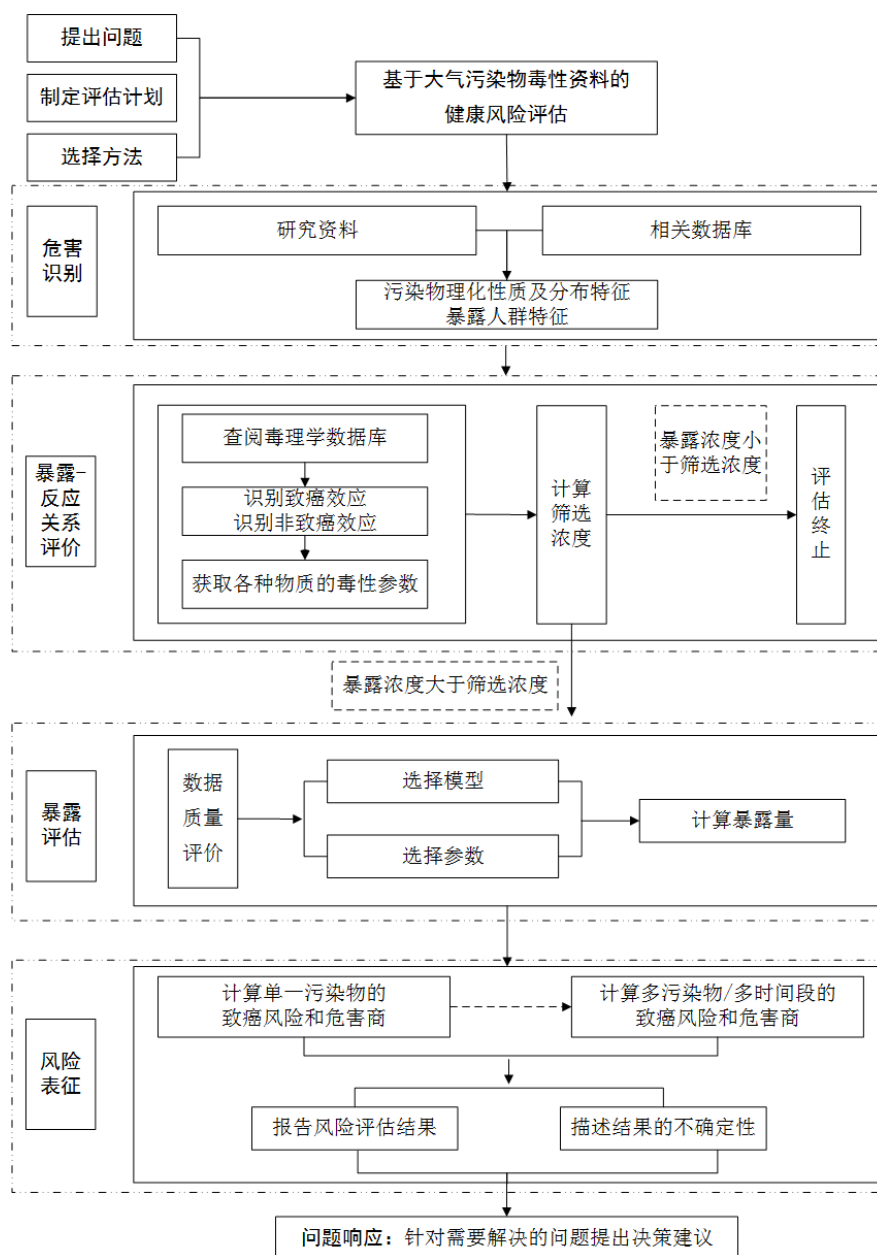 提出问题
制定评估计划
选择方法
基于大气污染物毒性资料的
健康风险评估
危害
识别
研究资料
相关数据库
污染物理化性质及分布特征
暴露人群特征
暴露-
反应
关系
评价
查阅毒理学数据库
识别致癌效应
识别非致癌效应
获取各种物质的毒性参数
计算
筛选
浓度
暴露浓度小
于筛选浓度
评
估
终
止
暴露浓度大于筛选浓度
暴露
评估
数据
质量
评价
选择模型
选择参数
计算暴露量
风险
表征
计算单一污染物的
致癌风险和危害商
计算多污染物/多时间段的
致癌风险和危害商
报告风险评估结果
描述结果的不确定性
问题响应：针对需要解决的问题提出决策建议